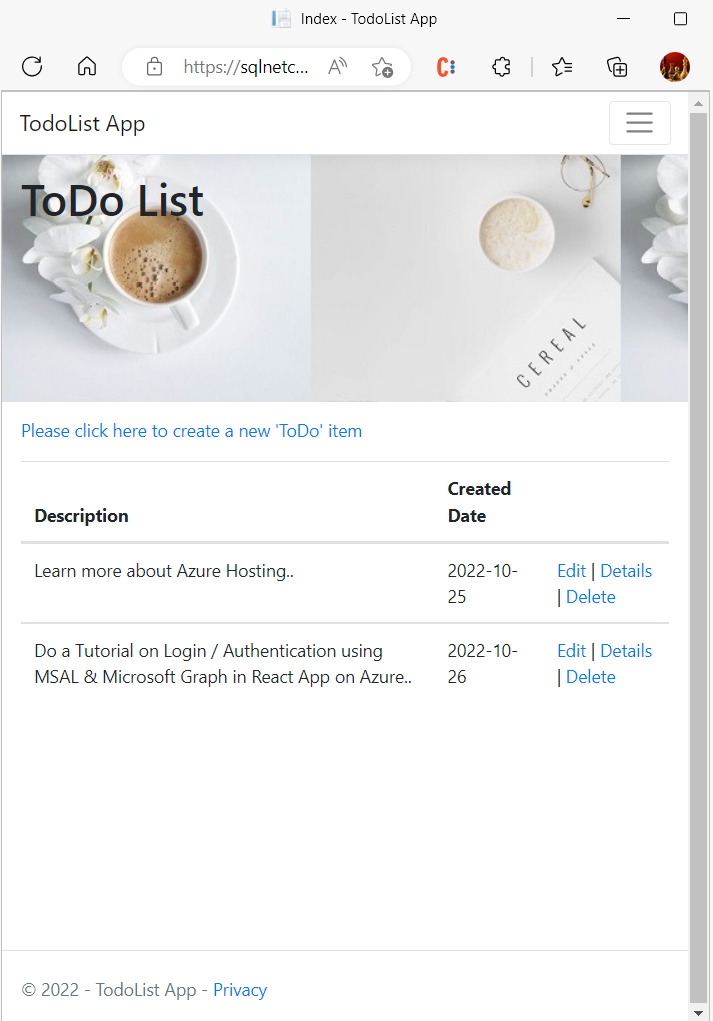 Index - TodoList App
https://sqlnetc...
TodoList App
ToDo List
CEREAL
Please click here to create a new 'ToDo' item
Description
Created
Date
Learn more about Azure Hosting..
2022-10-
25
Edit | Details
| Delete
Do a Tutorial on Login / Authentication using
MSAL & Microsoft Graph in React App on Azure..
2022-10-
26
Edit | Details
| Delete
© 2022 - TodoList App - Privacy